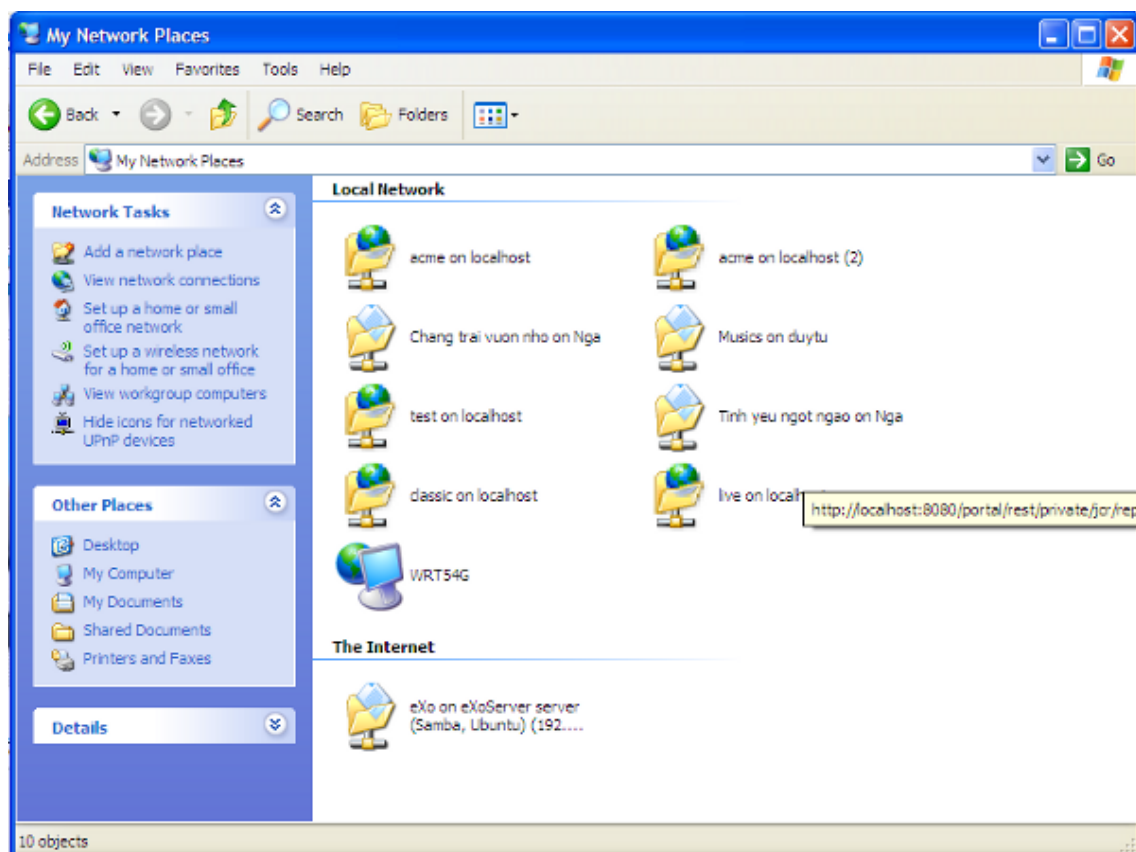 My Network Places
File Edit View Favorites Tools Help
Back Search Folders
Address My Network Places Go
Network Tasks
Add a network place
View network connections
Set up a home or small
office network
Set up a wireless network
for a home or small office
View workgroup computers
Hide icons for networked
UPnP devices
Other Places
Desktop
My Computer
My Documents
Shared Documents
Printers and Faxes
Details
Local Network
acme on localhost
acme on localhost (2)
Chang trai vuon nho on Nga
Musics on duytu
test on localhost
Tinh yeu ngot ngao on Nga
classic on localhost
live on localh
http://localhost:8080/portal/rest/private/jcr/rep
WRT54G
The Internet
eXo on eXoServer server
(Samba, Ubuntu) (192....
10 objects